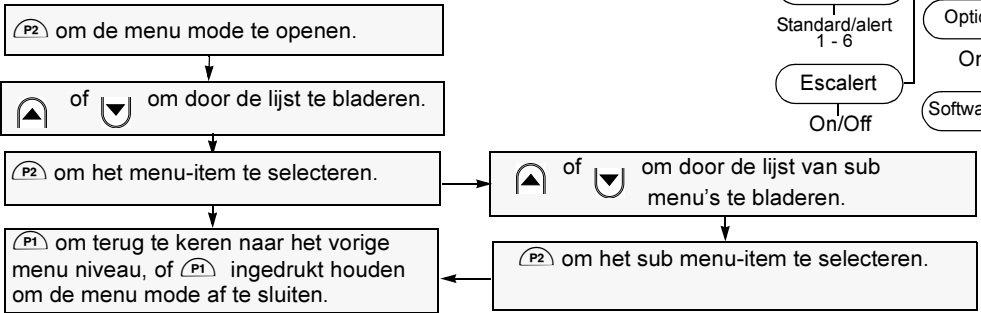 P2 om de menu mode te openen.
of om door de lijst te bladeren.
P2 om het menu-item te selecteren.
P1 om terug te keren naar het vorige
menu niveau, of P1 ingedrukt houden
om de menu mode af te sluiten.
of om door de lijst van sub
menu's te bladeren.
P2 om het sub menu-item te selecteren.
Standard/alert
1 - 6
Escalert
On/Off